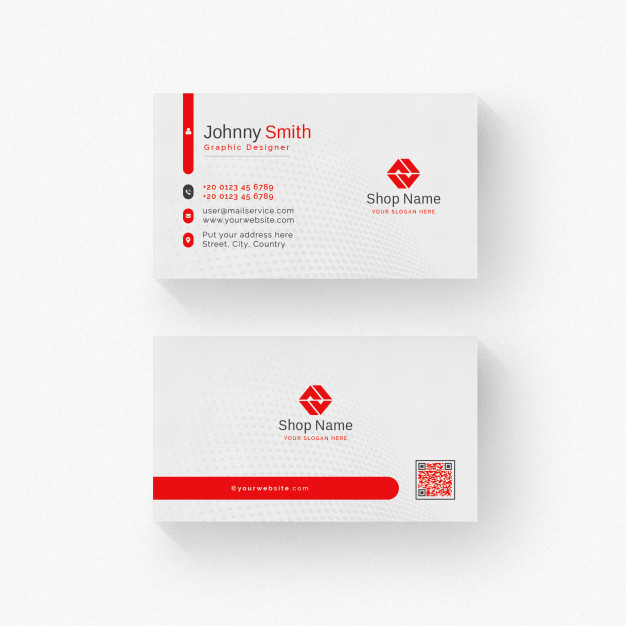 Johnny Smith
Graphic Designer
+20 0123 45 6789
+20 0123 45 6789
user@mailservice.com
www.yourwebsite.com
Put your address here
Street, City, Country
Shop Name
YOUR SLOGAN HERE
Shop Name
YOUR SLOGAN HERE
©yourwebsite.com